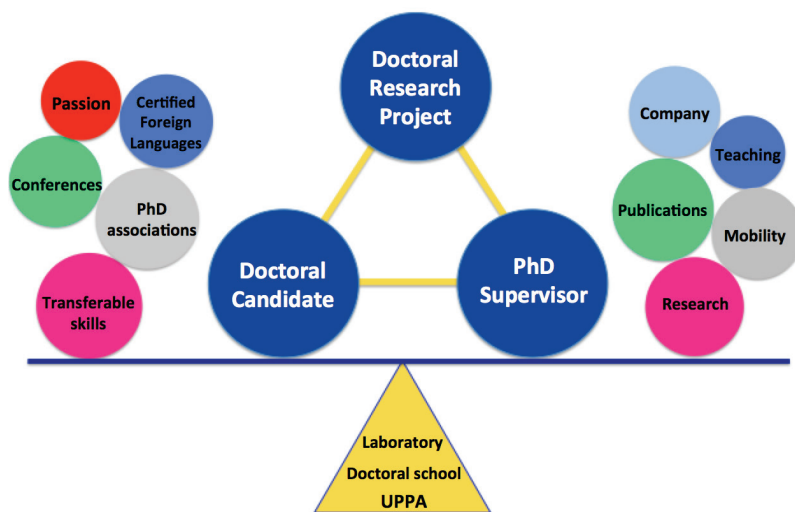 Passion
Certified
Foreign
Languages
Conferences
PhD
associations
Transferable
skills
Doctoral
Research
Project
Doctoral
Candidate
PhD
Supervisor
Company
Teaching
Publications
Mobility
Research
Laboratory
Doctoral school
UPPA